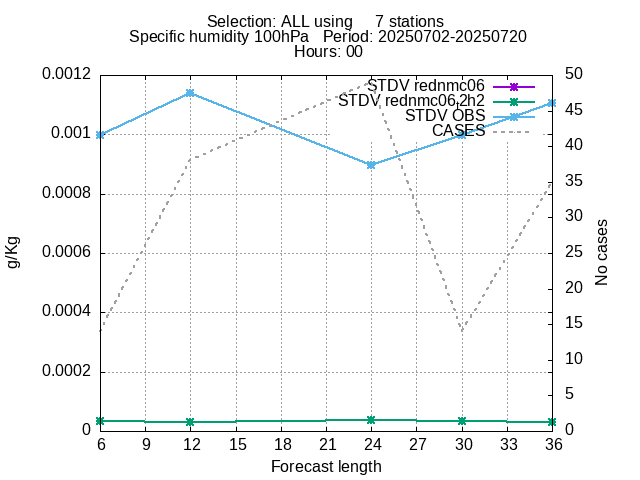 Selection: ALL using     7 stations
Specific humidity 100hPa   Period: 20250702-20250720
Hours: 00
0.0012
0.001
0.0008
0.0006
0.0004
0.0002
0
g/Kg
50
45
40
35
30
25
20
15
10
5
0
No cases
STDV rednmc06
STDV rednmc06.2h2
STDV OBS
CASES
6 9 12 15 18 21 24 27 30 33 36
Forecast length